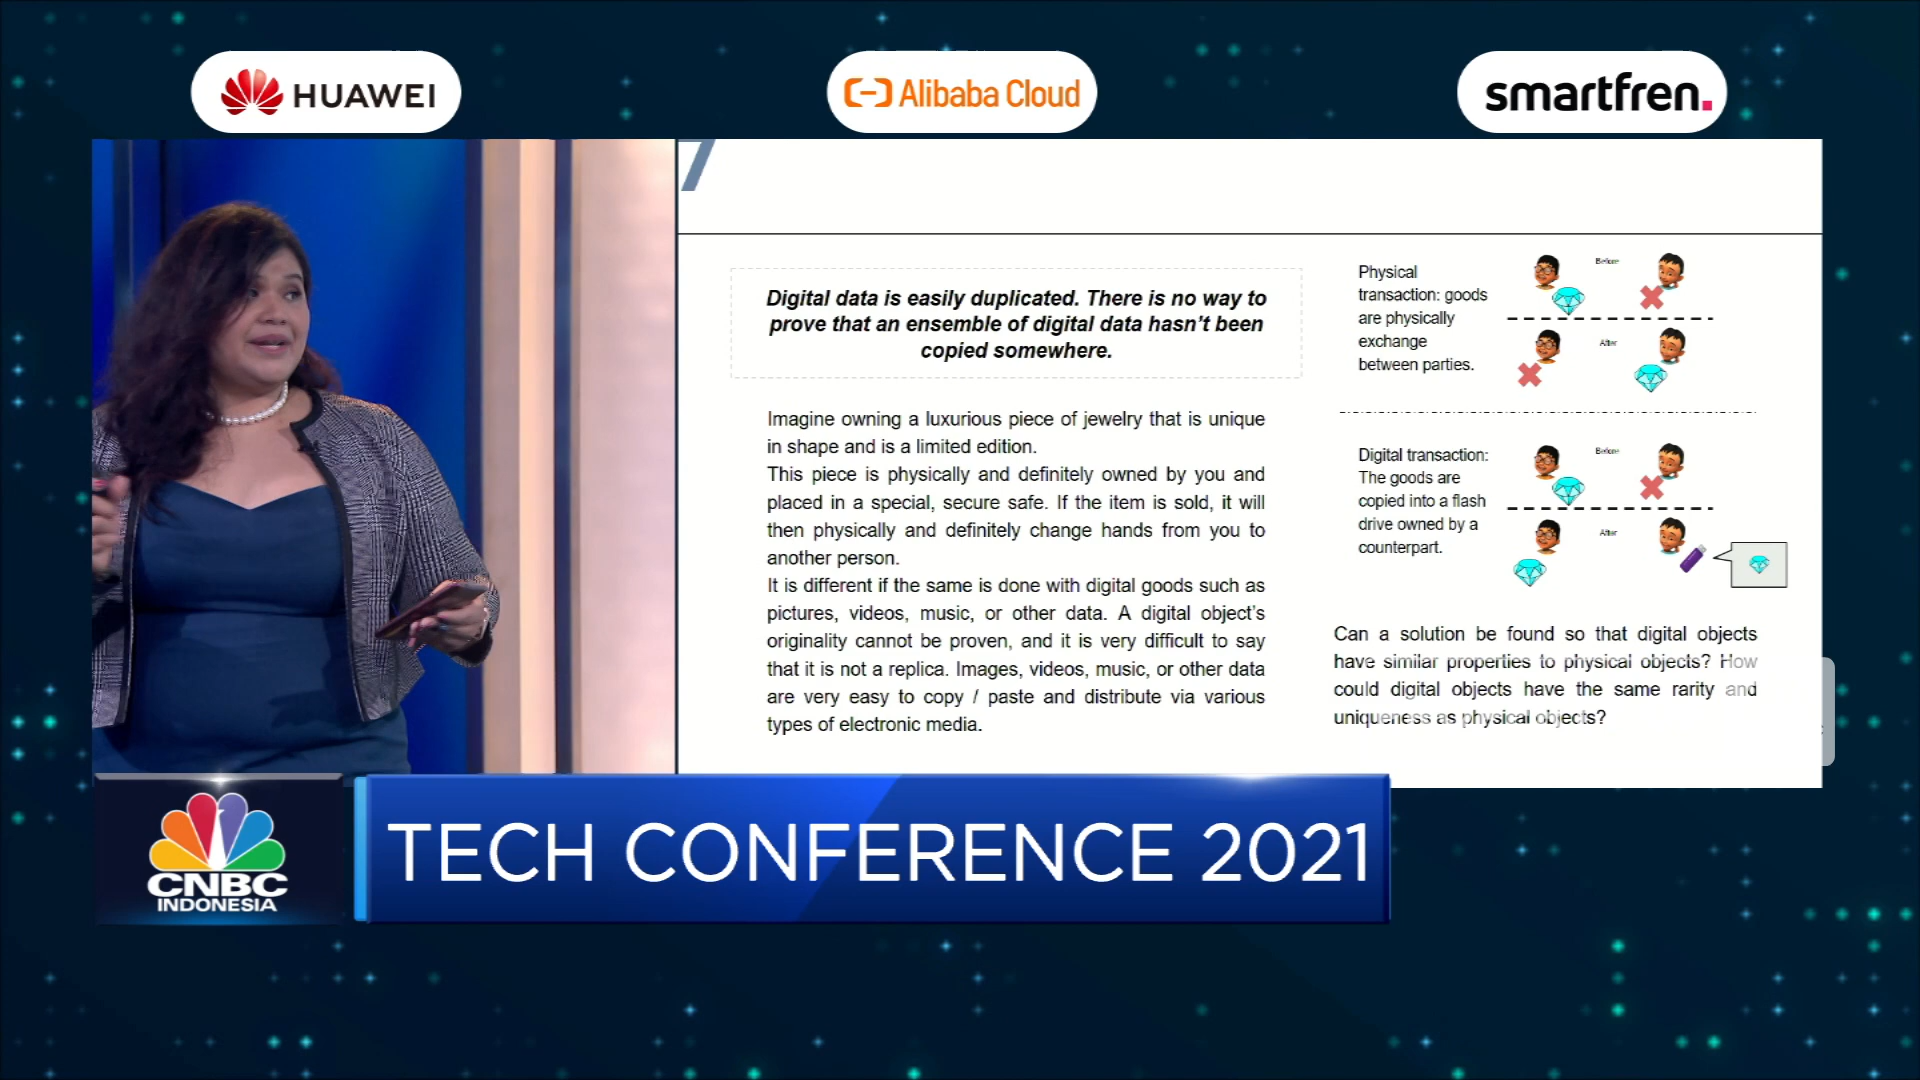 HUAWEI
Alibaba Cloud
smartfren.
7
Digital data is easily duplicated. There is no way to
prove that an ensemble of digital data hasn't been
copied somewhere.
Imagine owning a luxurious piece of jewelry that is unique
in shape and is a limited edition.
This piece is physically and definitely owned by you and
placed in a special, secure safe. If the item is sold, it will
then physically and definitely change hands from you to
another person.
It is different if the same is done with digital goods such as
pictures, videos, music, or other data. A digital object's
originality cannot be proven, and it is very difficult to say
that it is not a replica. Images, videos, music, or other data
are very easy to copy / paste and distribute via various
types of electronic media.
Physical
transaction: goods
are physically
exchange
between parties.
Before
After
Digital transaction:
The goods are
copied into a flash
drive owned by a
counterpart.
Before
After
Can a solution be found so that digital objects
have similar properties to physical objects? How
could digital objects have the same rarity and
uniqueness as physical objects?
CNBC
INDONESIA
TECH CONFERENCE 2021